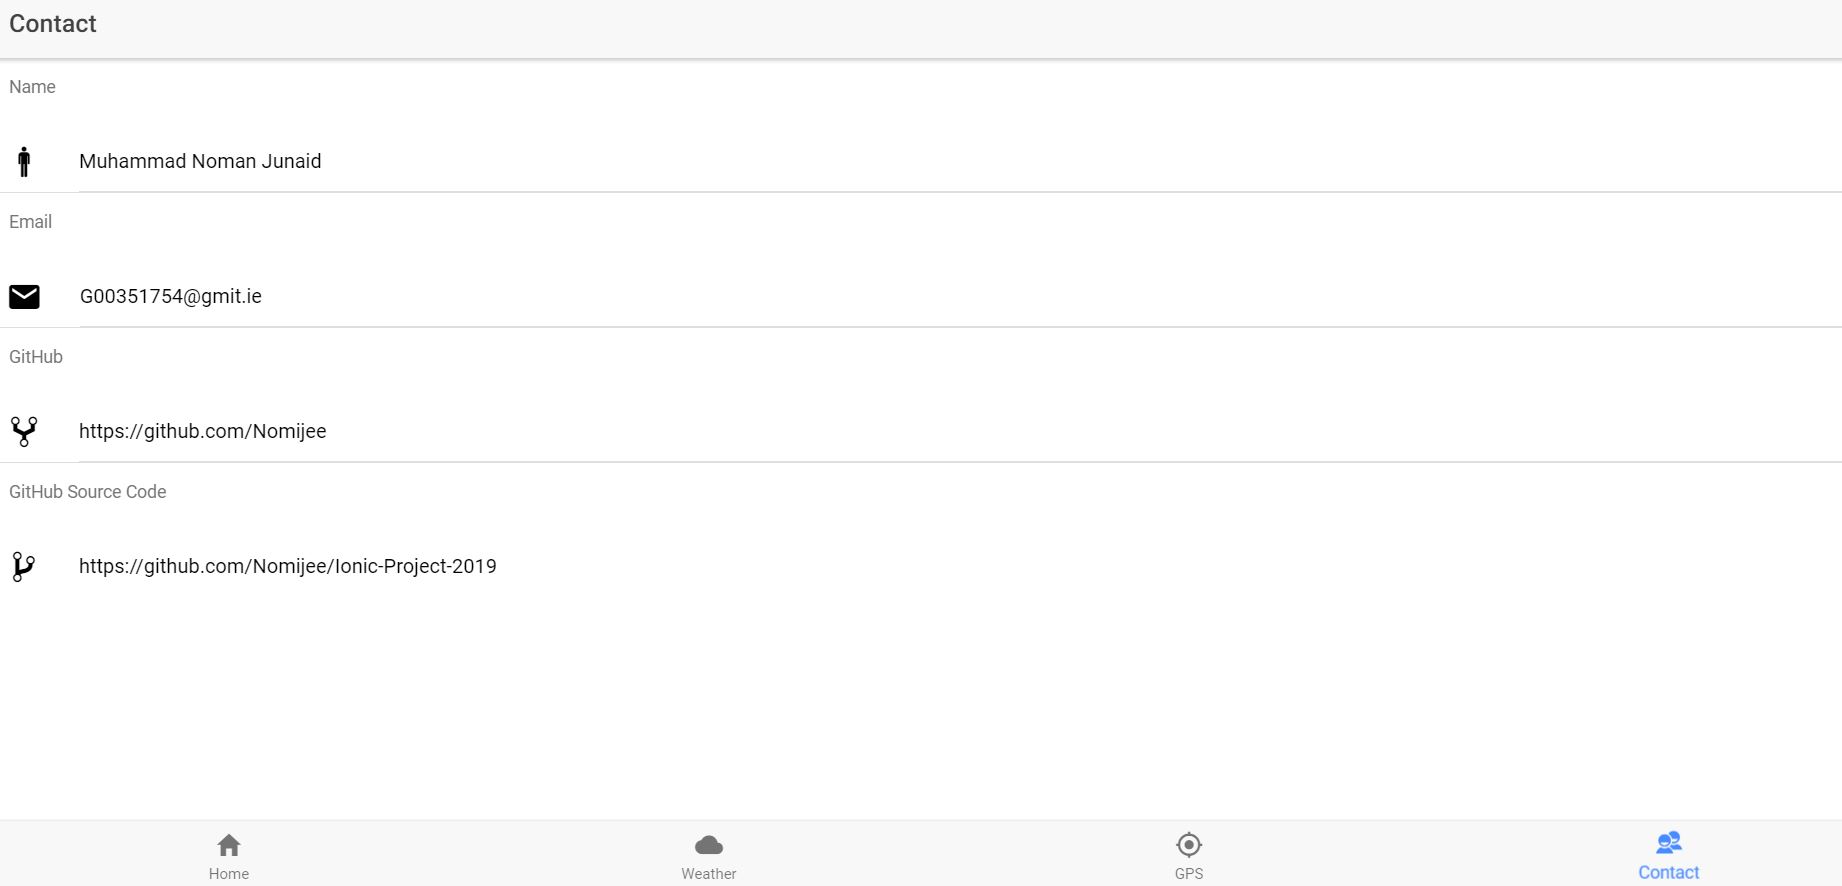 Contact
Name
Muhammad Noman Junaid
Email
G00351754@gmit.ie
GitHub
https://github.com/Nomijee
GitHub Source Code
https://github.com/Nomijee/Ionic-Project-2019
Home
Weather
GPS
Contact